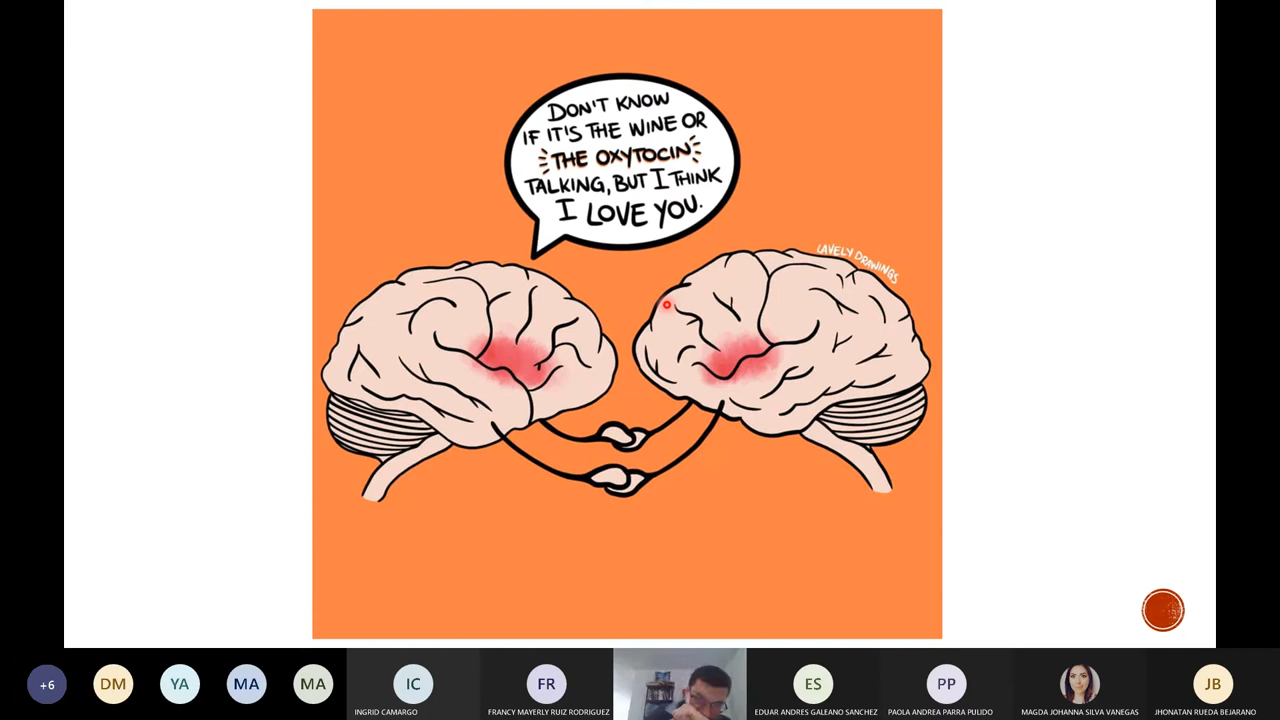 DON'T KNOW
IF IT'S THE WINE OR
THE OXYTOCIN
TALKING, BUT I THINK
I LOVE YOU.
LAVELY DRAWINGS
+6
DM
YA
MA
MA
IC
INGRID CAMARGO
FR
FRANCY MAYERLY RUIZ RODRIGUEZ
ES
EDUAR ANDRES GALEANO SANCHEZ
PP
PAOLA ANDREA PARRA PULIDO
MAGDA JOHANNA SILVA VANEGAS
JB
JHONATAN RUEDA BEJARANO